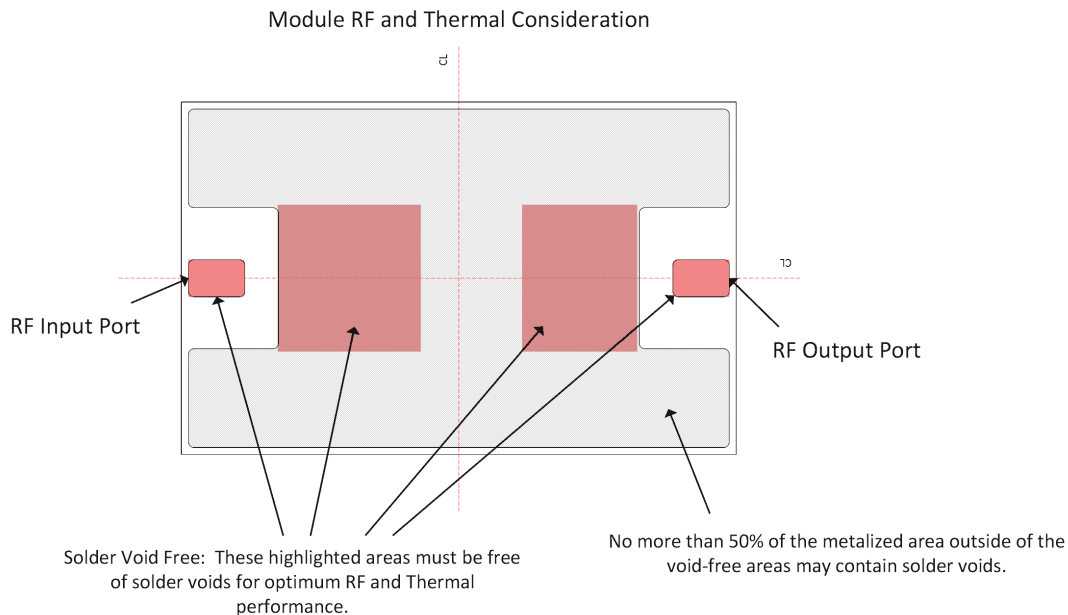 Module RF and Thermal Consideration
CL
CL
RF Input Port
RF Output Port
Solder Void Free: These highlighted areas must be free
of solder voids for optimum RF and Thermal
performance.
No more than 50% of the metalized area outside of the
void-free areas may contain solder voids.